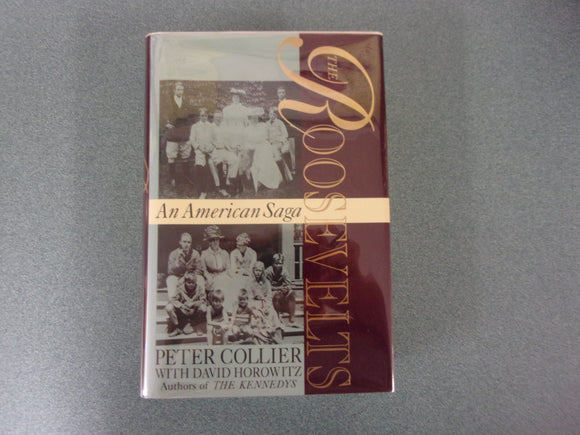 THE
ROOSEVELTS
An American Saga
PETER COLLIER
WITH DAVID HOROWITZ
Authors of THE KENNEDYS